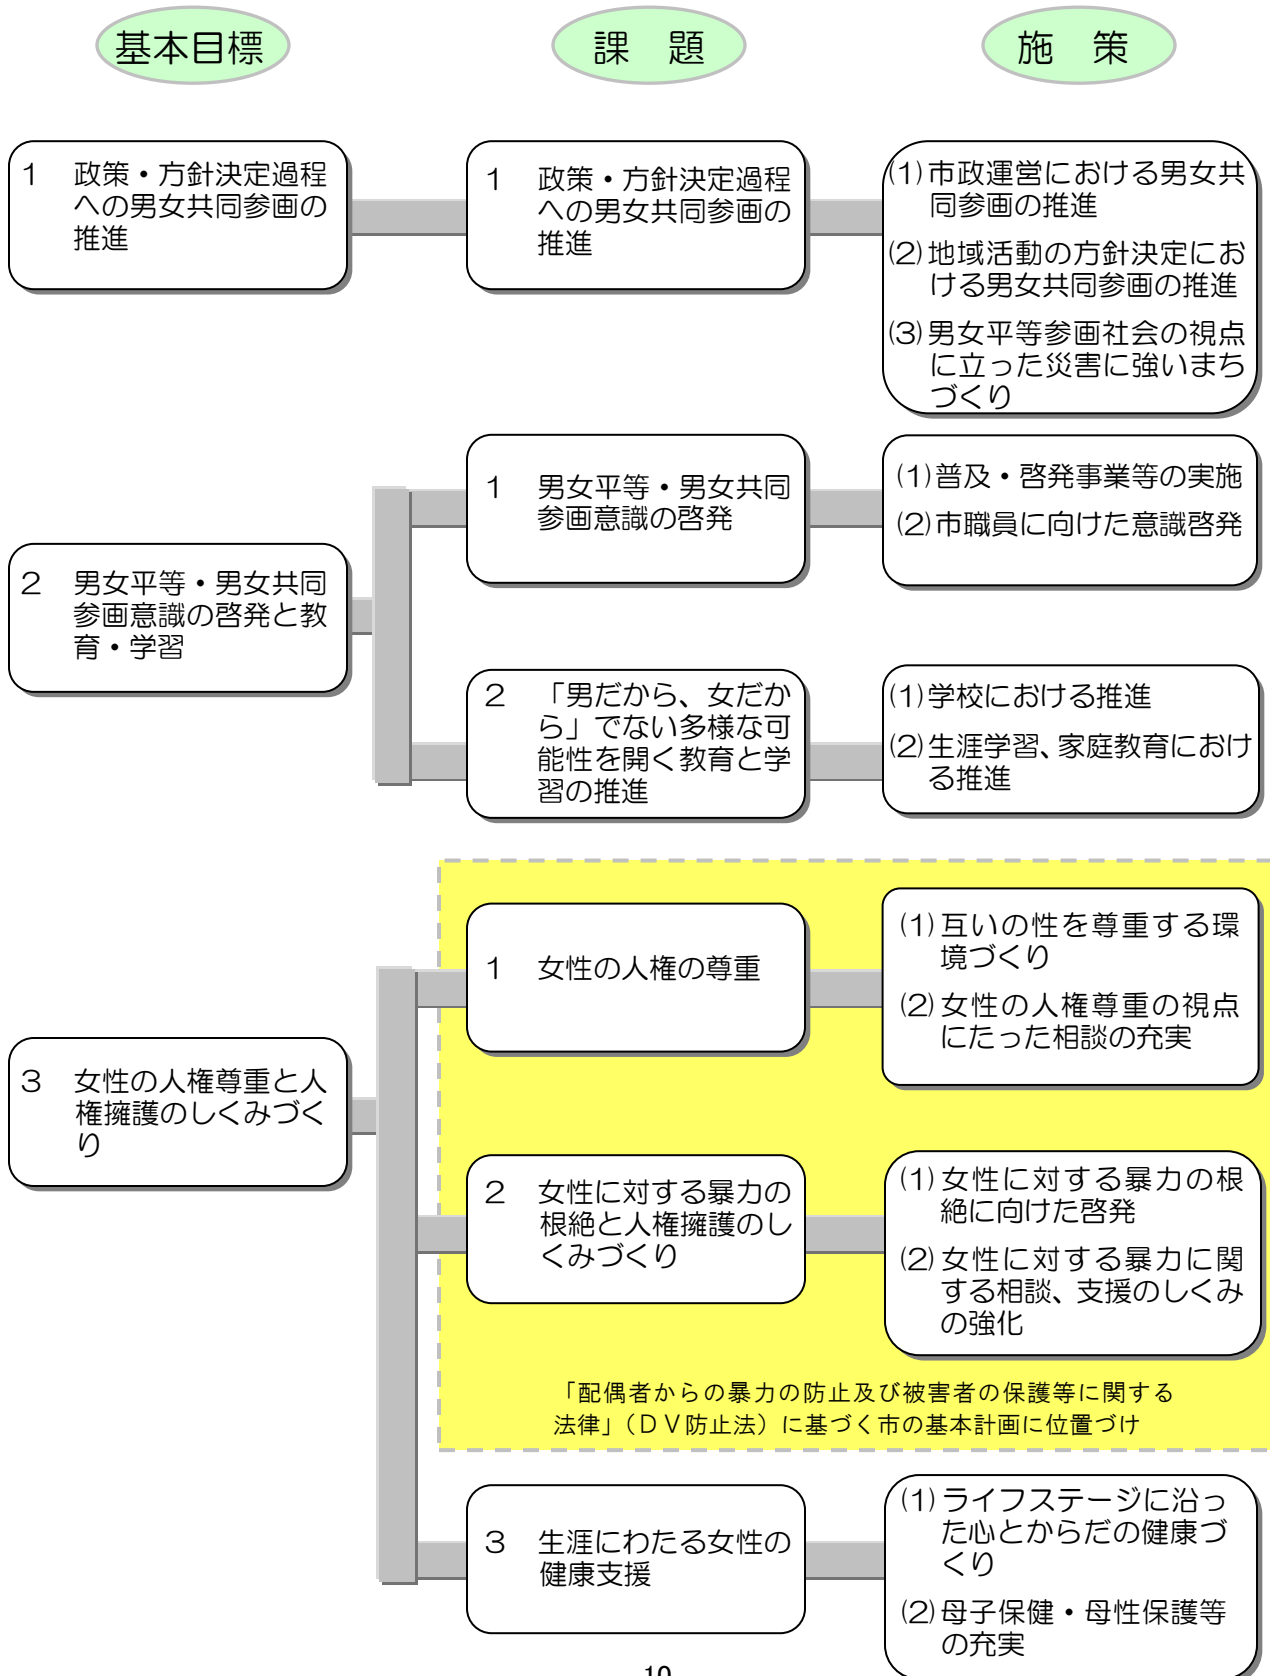 基本目標
課　題
施　策
１　政策・方針決定過程
への男女共同参画の
推進
１　政策・方針決定過程
への男女共同参画の
推進
⑴市政運営における男女共
同参画の推進
⑵地域活動の方針決定にお
ける男女共同参画の推進
⑶男女平等参画社会の視点
に立った災害に強いまち
づくり
２　男女平等・男女共同
参画意識の啓発と教
育・学習
１　男女平等・男女共同
参画意識の啓発
⑴普及・啓発事業等の実施
⑵市職員に向けた意識啓発
２　「男だから、女だか
ら」でない多様な可
能性を開く教育と学
習の推進
⑴学校における推進
⑵生涯学習、家庭教育におけ
る推進
３　女性の人権尊重と人
権擁護のしくみづく
り
１　女性の人権の尊重
⑴互いの性を尊重する環
境づくり
⑵女性の人権尊重の視点
にたった相談の充実
２　女性に対する暴力の
根絶と人権擁護のし
くみづくり
⑴女性に対する暴力の根
絶に向けた啓発
⑵女性に対する暴力に関
する相談、支援のしくみ
の強化
「配偶者からの暴力の防止及び被害者の保護等に関する
法律」（ＤＶ防止法）に基づく市の基本計画に位置づけ
３　生涯にわたる女性の
健康支援
⑴ライフステージに沿っ
た心とからだの健康づ
くり
⑵母子保健・母性保護等
の充実
10